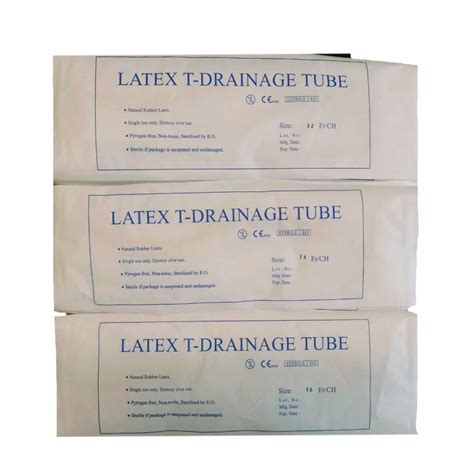 LATEX T-DRAINAGE TUBE
CE STERILE EO
• Natural Rubber Latex.
• Single use only. Destroy after use.
• Pyrogen free, Non-toxic, Sterilized by E.O.
• Sterile if package is unopened and undamaged.
Size: 12 Fr/CH
Lot. No:
Mfg. Date :
Exp. Date :
LATEX T-DRAINAGE TUBE
CE STERILE EO
• Natural Rubber Latex.
• Single use only. Destroy after use.
• Pyrogen free, Non-toxic, Sterilized by E.O.
• Sterile if package is unopened and undamaged.
Size: 14 Fr/CH
Lot. No:
Mfg. Date :
Exp. Date :
LATEX T-DRAINAGE TUBE
CE STERILE EO
• Natural Rubber Latex.
• Single use only. Destroy after use.
• Pyrogen free, Non-toxic, Sterilized by E.O.
• Sterile if package is unopened and undamaged.
Size: 16 Fr/CH
Lot. No:
Mfg. Date :
Exp. Date :